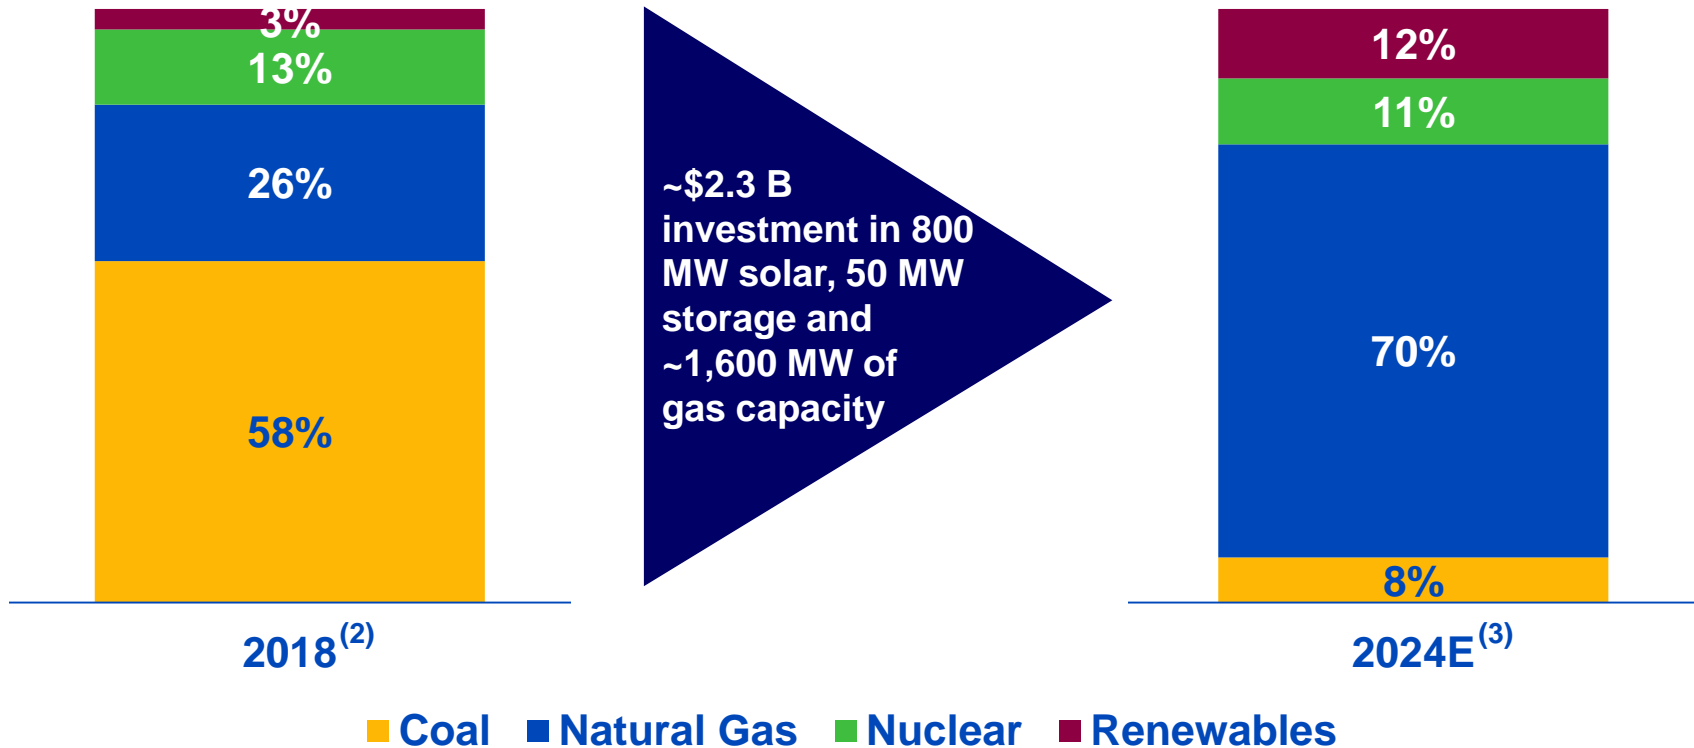 3%
13%
26%
58%
~$2.3 B
investment in 800
MW solar, 50 MW
storage and
~1,600 MW of
gas capacity
12%
11%
70%
8%
2018(2)
2024E(3)
Coal Natural Gas Nuclear Renewables